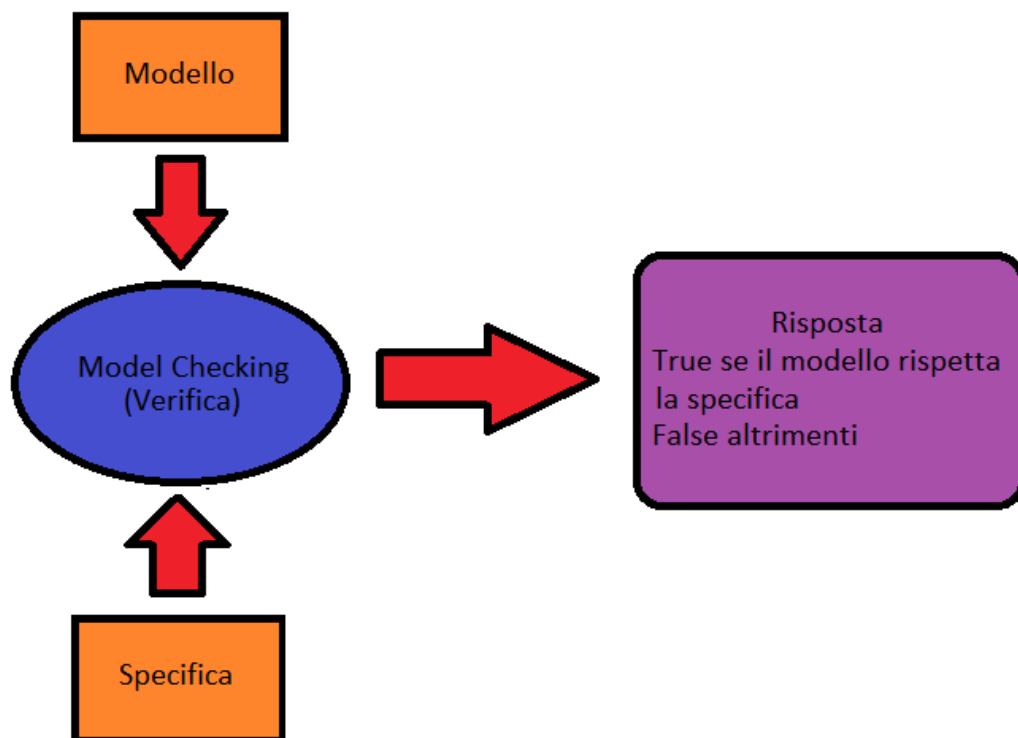 Modello
Model Checking
(Verifica)
Risposta
True se il modello rispetta
la specifica
False altrimenti
Specifica